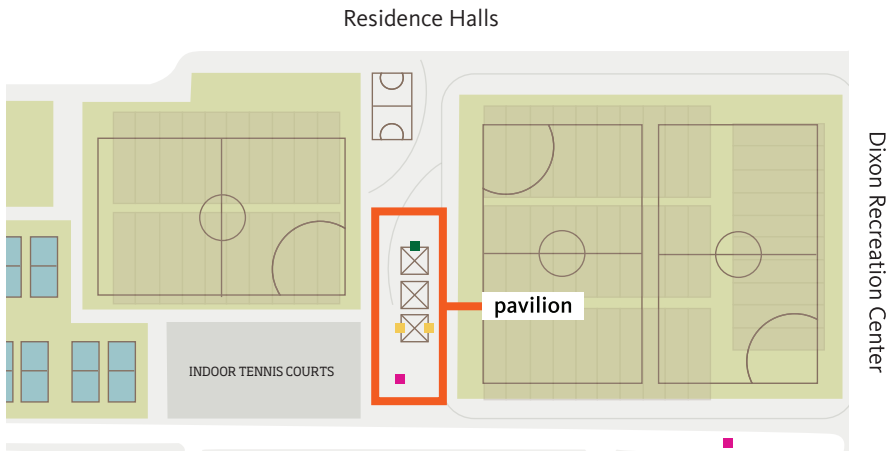 Residence Halls
Dixon Recreation Center
pavilion
INDOOR TENNIS COURTS